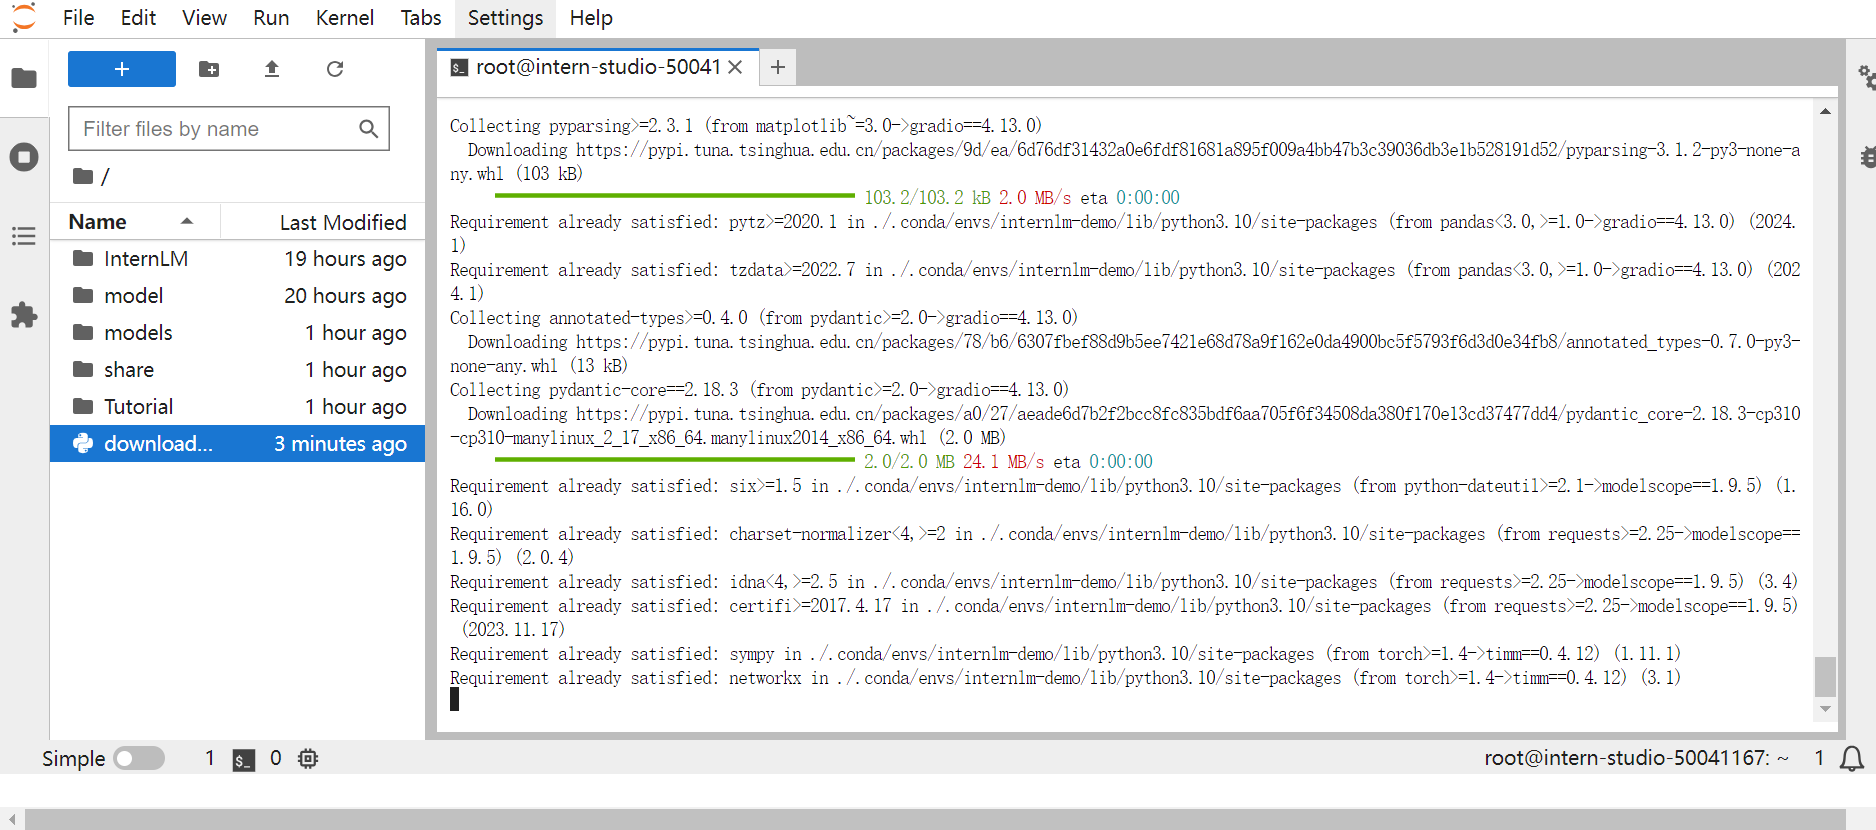 File Edit View Run Kernel Tabs Settings Help
+
Filter files by name
/
Name Last Modified
InternLM 19 hours ago
model 20 hours ago
models 1 hour ago
share 1 hour ago
Tutorial 1 hour ago
download... 3 minutes ago
root@intern-studio-50041
Collecting pyparsing>=2.3.1 (from matplotlib~=3.0->gradio==4.13.0)
Downloading https://pypi.tuna.tsinghua.edu.cn/packages/9d/ea/6d76df31432a0e6fdf81681a895f009a4bb47b3c39036db3e1b528191d52/pyparsing-3.1.2-py3-none-a
ny.whl (103 kB)
103.2/103.2 kB 2.0 MB/s eta 0:00:00
Requirement already satisfied: pytz>=2020.1 in ./.conda/envs/internlm-demo/lib/python3.10/site-packages (from pandas<3.0,>=1.0->gradio==4.13.0) (2024.
1)
Requirement already satisfied: tzdata>=2022.7 in ./.conda/envs/internlm-demo/lib/python3.10/site-packages (from pandas<3.0,>=1.0->gradio==4.13.0) (202
4.1)
Collecting annotated-types>=0.4.0 (from pydantic>=2.0->gradio==4.13.0)
Downloading https://pypi.tuna.tsinghua.edu.cn/packages/78/b6/6307fbef88d9b5ee7421e68d78a9f162e0da4900bc5f5793f6d3d0e34fb8/annotated_types-0.7.0-py3-
none-any.whl (13 kB)
Collecting pydantic-core==2.18.3 (from pydantic>=2.0->gradio==4.13.0)
Downloading https://pypi.tuna.tsinghua.edu.cn/packages/a0/27/aeade6d7b2f2bcc8fc835bdf6aa705f6f34508da380f170e13cd37477dd4/pydantic_core-2.18.3-cp310
-cp310-manylinux_2_17_x86_64.manylinux2014_x86_64.whl (2.0 MB)
2.0/2.0 MB 24.1 MB/s eta 0:00:00
Requirement already satisfied: six>=1.5 in ./.conda/envs/internlm-demo/lib/python3.10/site-packages (from python-dateutil>=2.1->modelscope==1.9.5) (1.
16.0)
Requirement already satisfied: charset-normalizer<4,>=2 in ./.conda/envs/internlm-demo/lib/python3.10/site-packages (from requests>=2.25->modelscope==
1.9.5) (2.0.4)
Requirement already satisfied: idna<4,>=2.5 in ./.conda/envs/internlm-demo/lib/python3.10/site-packages (from requests>=2.25->modelscope==1.9.5) (3.4)
Requirement already satisfied: certifi>=2017.4.17 in ./.conda/envs/internlm-demo/lib/python3.10/site-packages (from requests>=2.25->modelscope==1.9.5)
(2023.11.17)
Requirement already satisfied: sympy in ./.conda/envs/internlm-demo/lib/python3.10/site-packages (from torch>=1.4->timm==0.4.12) (1.11.1)
Requirement already satisfied: networkx in ./.conda/envs/internlm-demo/lib/python3.10/site-packages (from torch>=1.4->timm==0.4.12) (3.1)
Simple 1 $_ 0 root@intern-studio-50041167: ~ 1